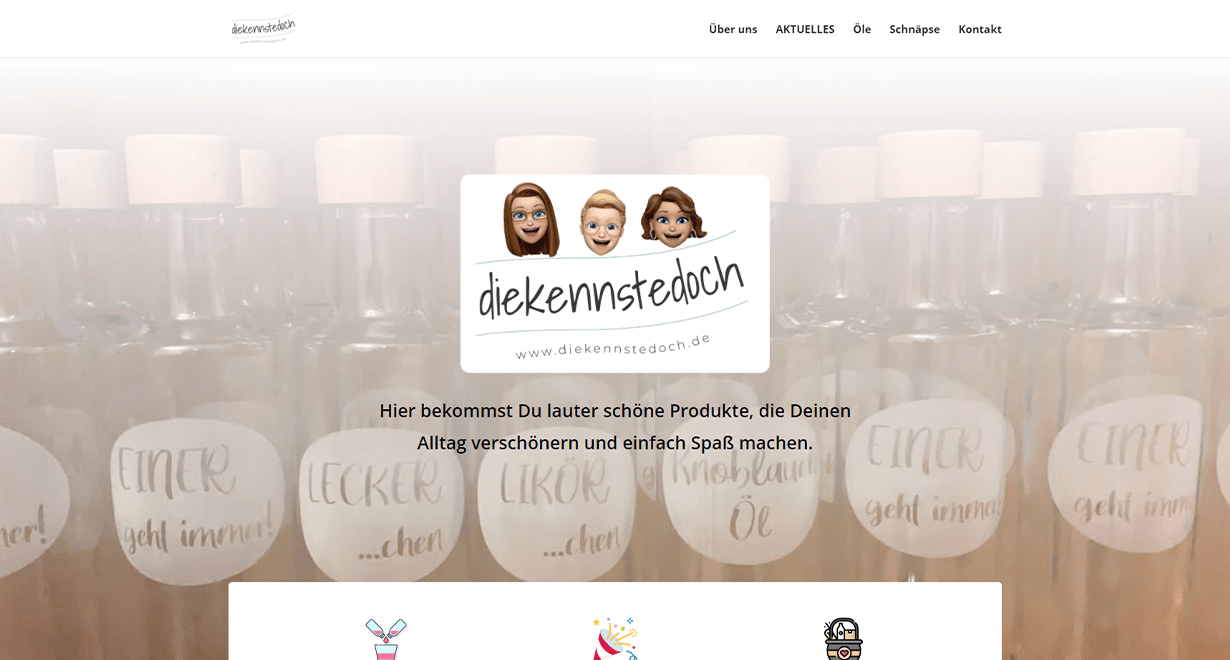 diekennstedoch
Über uns AKTUELLES Öle Schnäpse Kontakt
diekennstedoch
www.diekennstedoch.de
Hier bekommst Du lauter schöne Produkte, die Deinen
Alltag verschönern und einfach Spaß machen.
EINER
geht immer!
LECKER
...chen
LIKÖR
...chen
Knoblauch
Öl
EINER
geht immer
EINER
geht imm